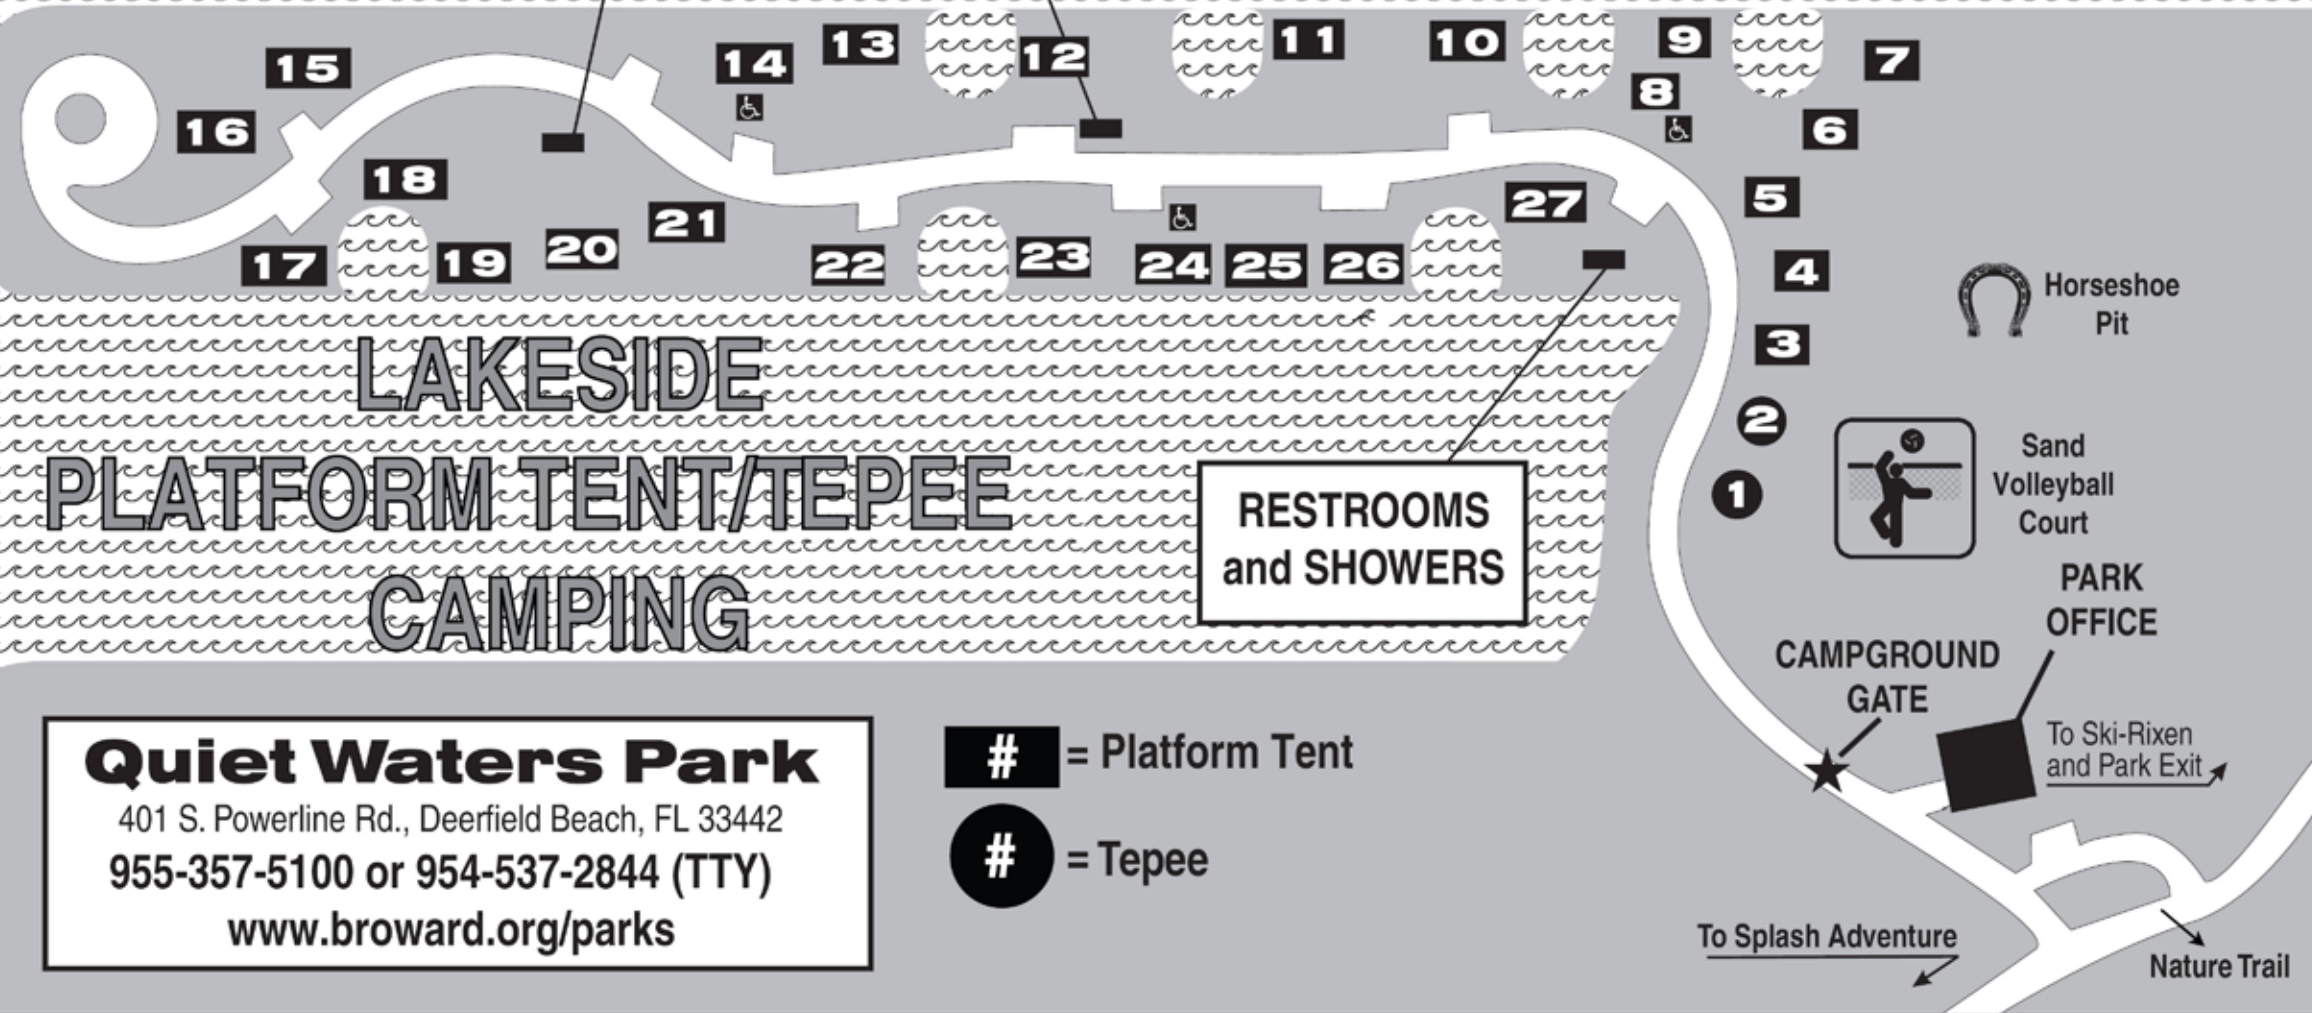 15
14
13
12
11
10
9
7
8
16
6
18
5
27
21
17
19
20
22
23
24
25
26
4
3
2
1
Horseshoe
Pit
LAKESIDE
PLATFORM TENT/TEPEE
CAMPING
RESTROOMS
and SHOWERS
Sand
Volleyball
Court
PARK
OFFICE
CAMPGROUND
GATE
To Ski-Rixen
and Park Exit
Quiet Waters Park
401 S. Powerline Rd., Deerfield Beach, FL 33442
955-357-5100 or 954-537-2844 (TTY)
www.broward.org/parks
# = Platform Tent
# = Tepee
To Splash Adventure
Nature Trail